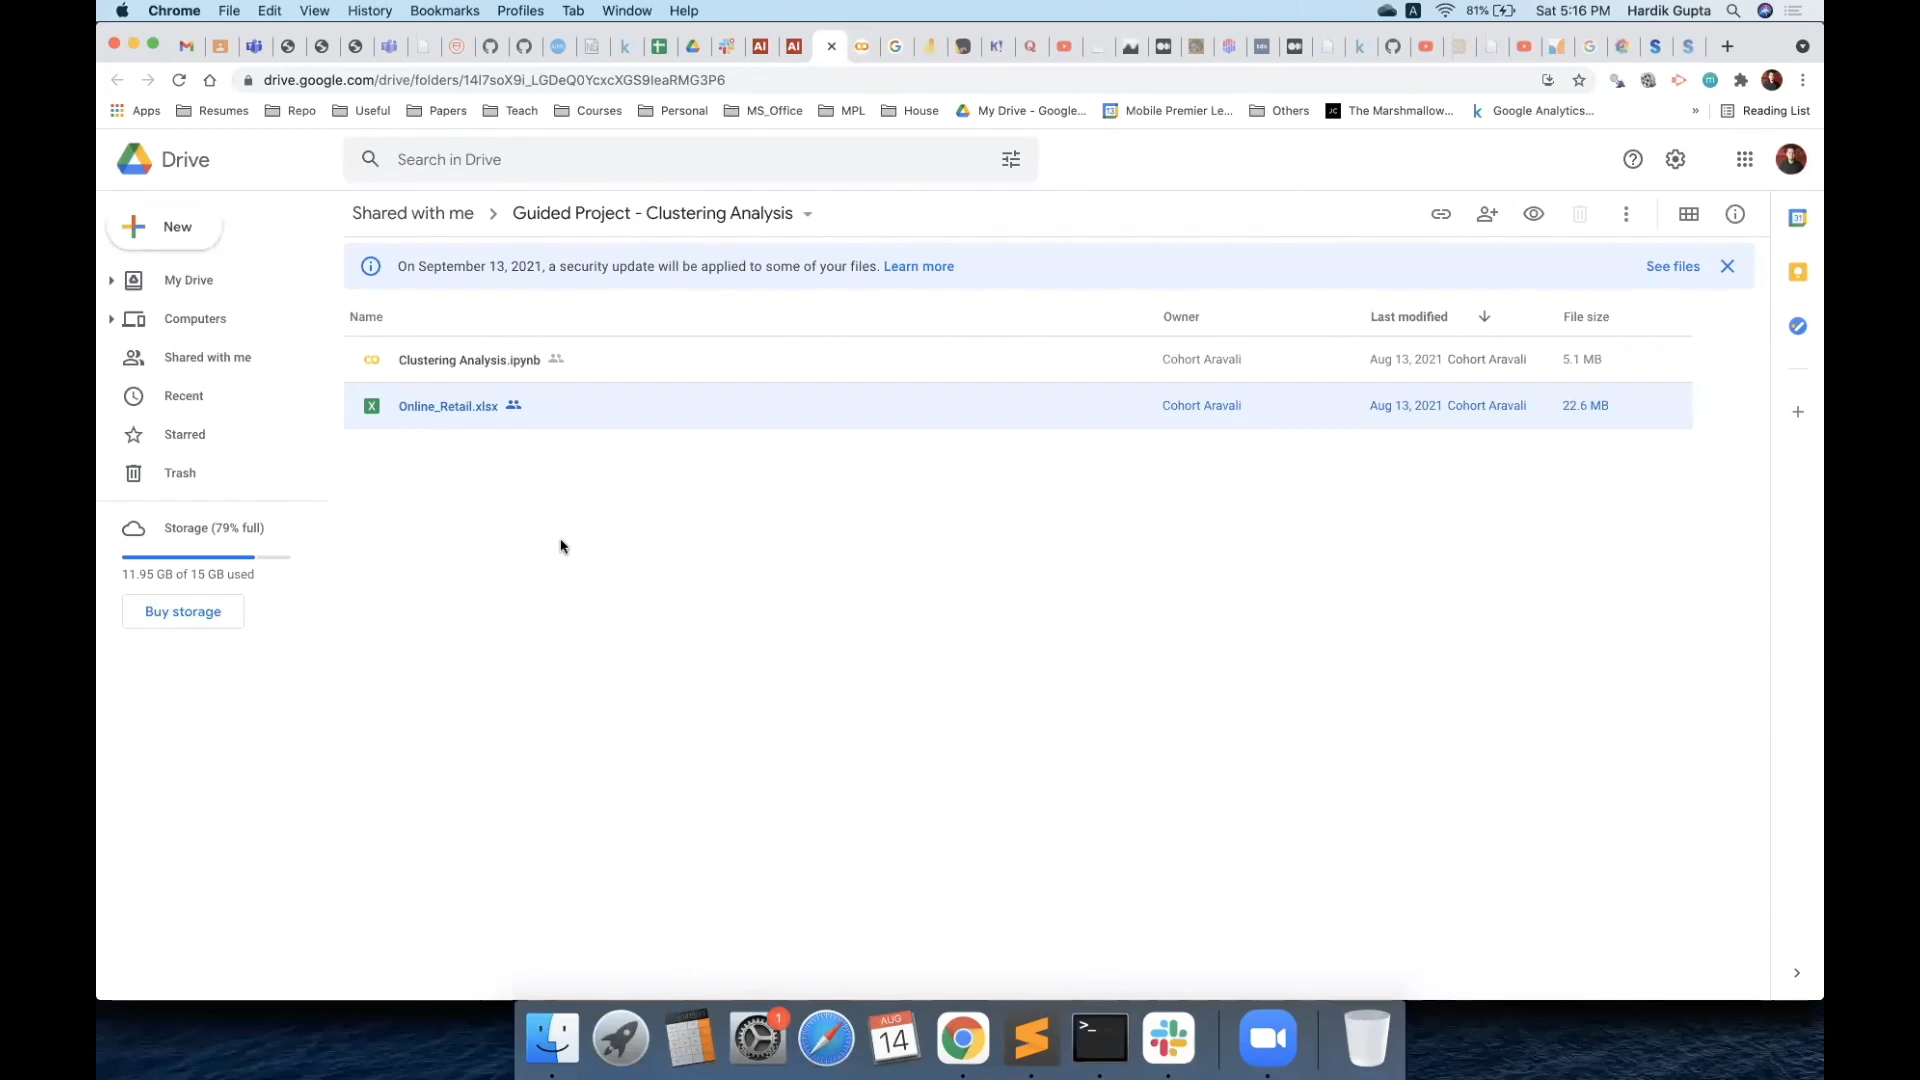 Chrome File Edit View History Bookmarks Profiles Tab Window Help
A 81% Sat 5:16 PM Hardik Gupta
drive.google.com/drive/folders/14I7soX9i_LGDeQ0YcxcXGS9IeaRMG3P6
Apps Resumes Repo Useful Papers Teach Courses Personal MS_Office MPL House My Drive - Google... Mobile Premier Le... Others The Marshmallow... Google Analytics... » Reading List
Drive
Search in Drive
New
Shared with me > Guided Project - Clustering Analysis
On September 13, 2021, a security update will be applied to some of your files. Learn more See files
My Drive
Computers
Shared with me
Recent
Starred
Trash
Storage (79% full)
11.95 GB of 15 GB used
Buy storage
Name Owner Last modified File size
Clustering Analysis.ipynb Cohort Aravali Aug 13, 2021 Cohort Aravali 5.1 MB
Online_Retail.xlsx Cohort Aravali Aug 13, 2021 Cohort Aravali 22.6 MB
31
1
AUG
14